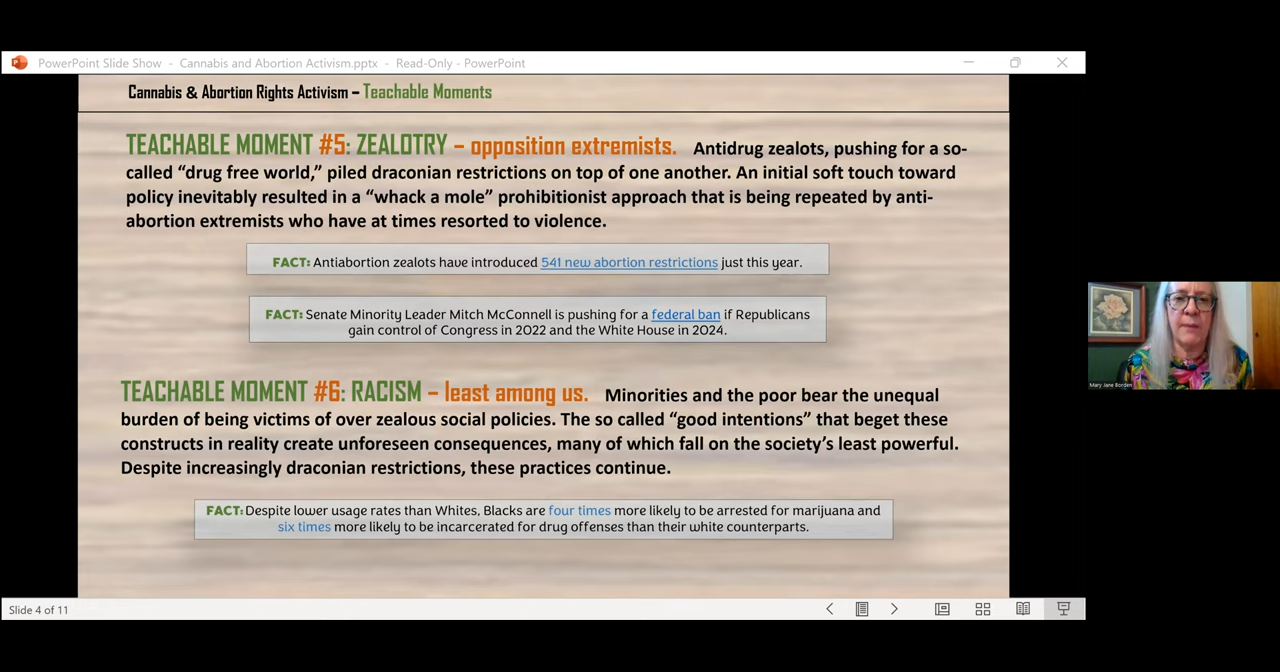 PowerPoint Slide Show - Cannabis and Abortion Activism.pptx - Read-Only - PowerPoint
Cannabis & Abortion Rights Activism – Teachable Moments
TEACHABLE MOMENT #5: ZEALOTRY – opposition extremists. Antidrug zealots, pushing for a so-
called “drug free world,” piled draconian restrictions on top of one another. An initial soft touch toward
policy inevitably resulted in a “whack a mole” prohibitionist approach that is being repeated by anti-
abortion extremists who have at times resorted to violence.
FACT: Antiabortion zealots have introduced 541 new abortion restrictions just this year.
FACT: Senate Minority Leader Mitch McConnell is pushing for a federal ban if Republicans
gain control of Congress in 2022 and the White House in 2024.
TEACHABLE MOMENT #6: RACISM – least among us. Minorities and the poor bear the unequal
burden of being victims of over zealous social policies. The so called “good intentions” that beget these
constructs in reality create unforeseen consequences, many of which fall on the society’s least powerful.
Despite increasingly draconian restrictions, these practices continue.
FACT: Despite lower usage rates than Whites, Blacks are four times more likely to be arrested for marijuana and
six times more likely to be incarcerated for drug offenses than their white counterparts.
Slide 4 of 11
Mary Jane Borden